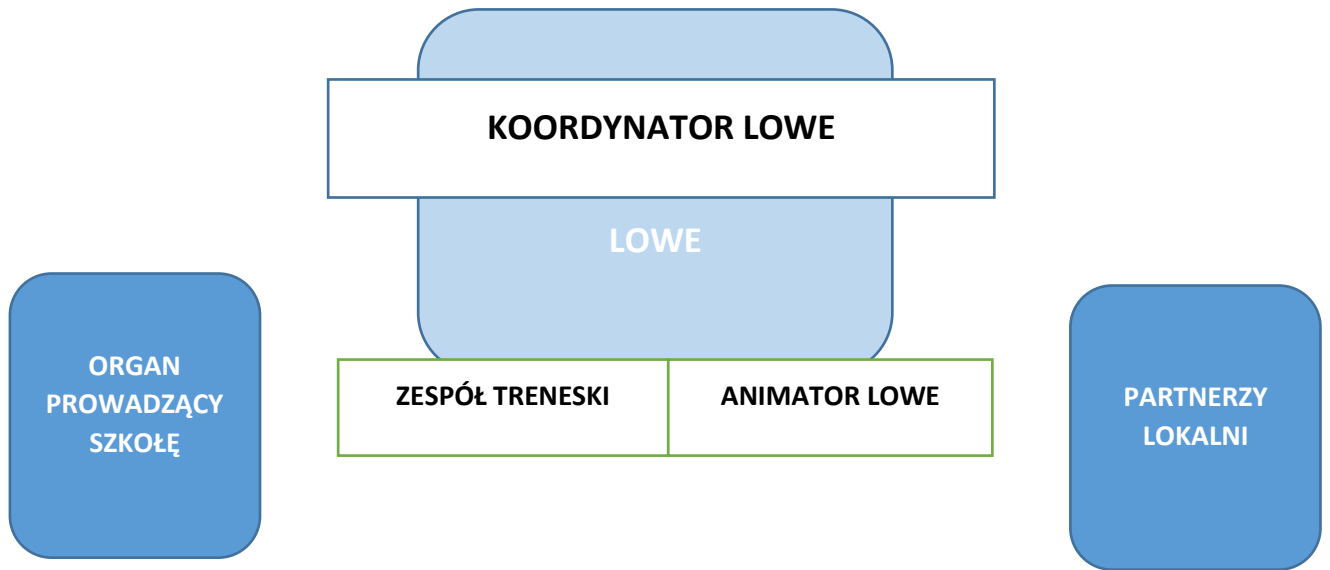 KOORDYNATOR LOWE
LOWE
ORGAN
PROWADZĄCY
SZKOŁĘ
ZESPÓŁ TRENESKI
ANIMATOR LOWE
PARTNERZY
LOKALNI